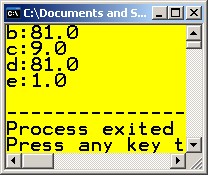 C:\Documents and S...
b:81.0
c:9.0
d:81.0
e:1.0
--------------
Process exited
Press any key t